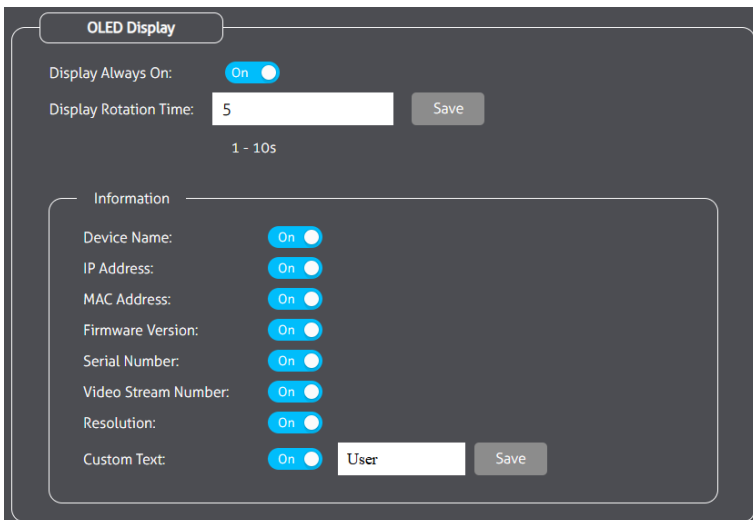 OLED Display
Display Always On: On
Display Rotation Time: 5 Save
1 - 10s
Information
Device Name: On
IP Address: On
MAC Address: On
Firmware Version: On
Serial Number: On
Video Stream Number: On
Resolution: On
Custom Text: On User Save